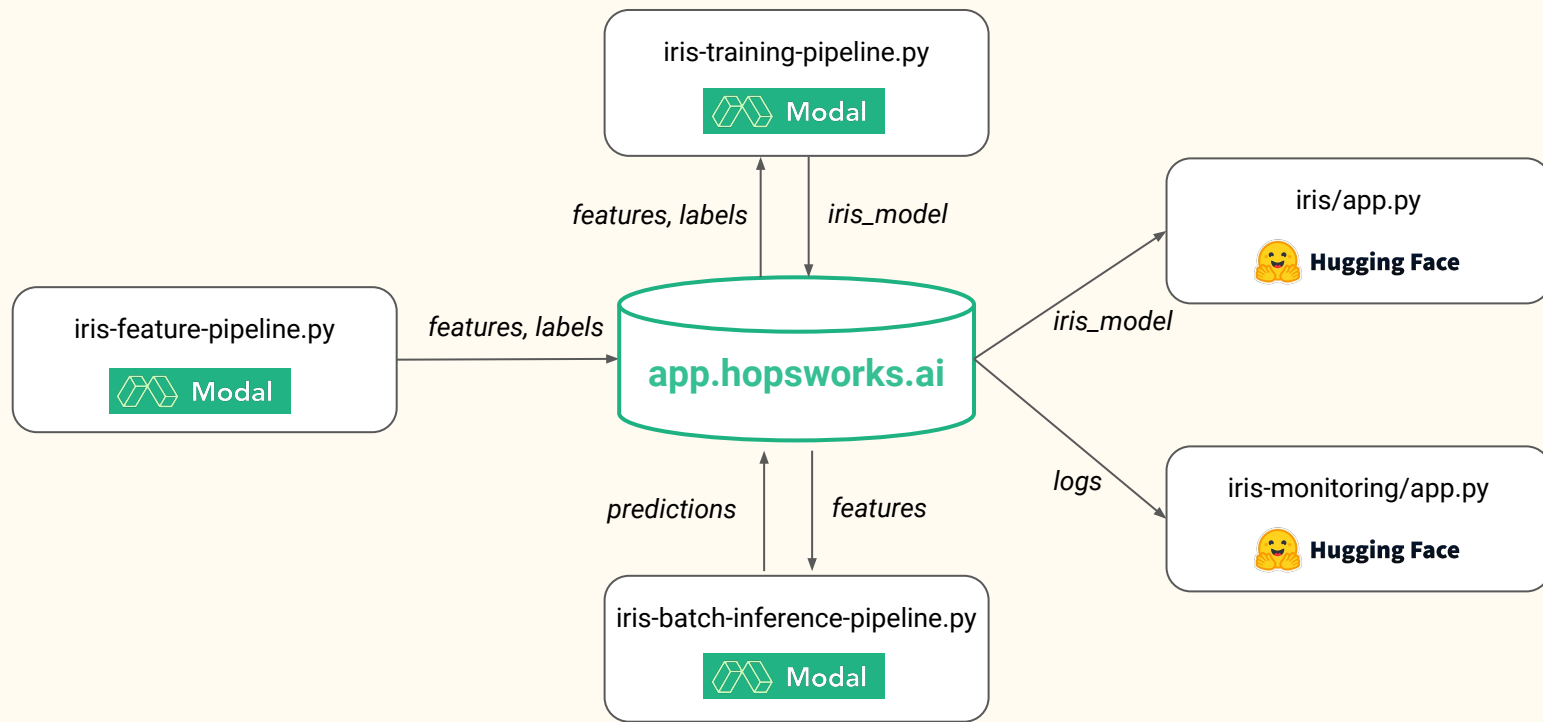 iris-training-pipeline.py
Modal
features, labels
iris_model
iris/app.py
Hugging Face
iris-feature-pipeline.py
Modal
features, labels
app.hopsworks.ai
iris_model
logs
iris-monitoring/app.py
Hugging Face
predictions
features
iris-batch-inference-pipeline.py
Modal